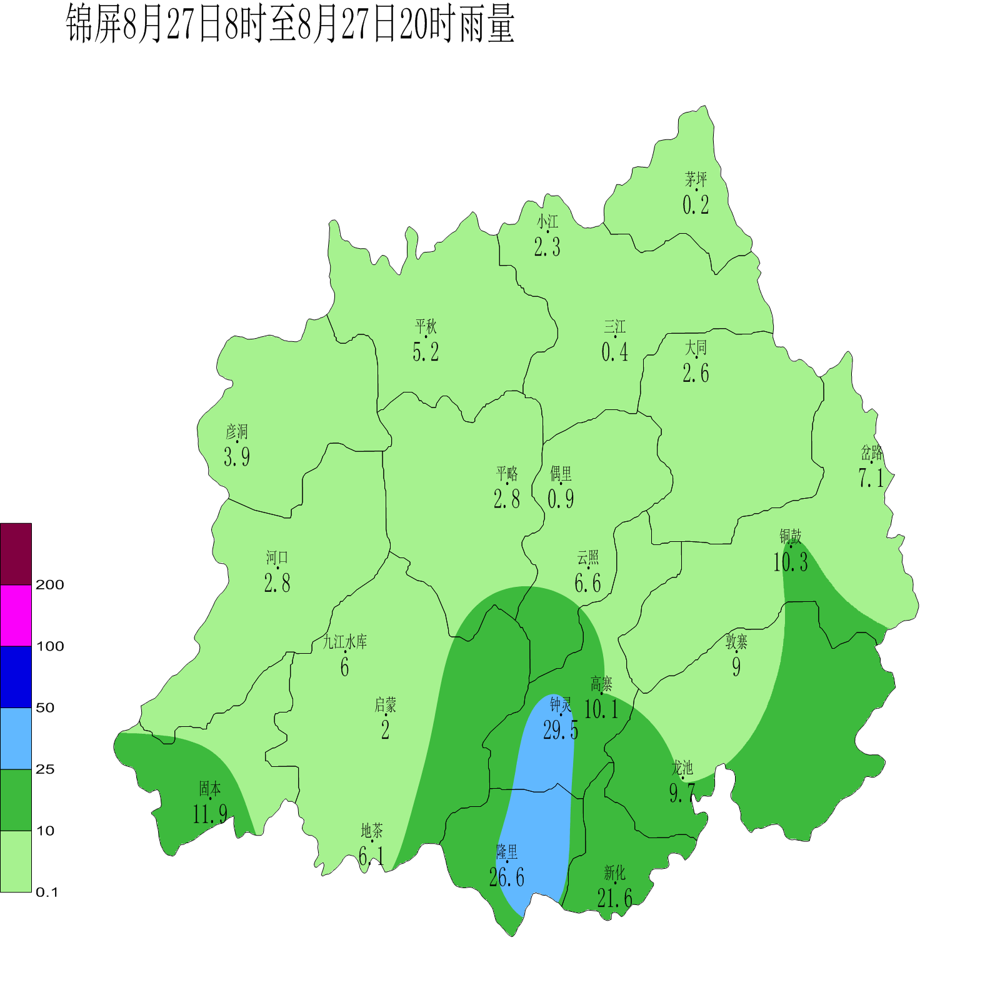 锦屏8月27日8时至8月27日20时雨量
茅坪
0.2
小江
2.3
平秋
5.2
三江
0.4
大同
2.6
彦洞
3.9
岔路
7.1
平略
2.8
偶里
0.9
铜鼓
10.3
河口
2.8
云照
6.6
九江水库
6
敦寨
9
高寨
10.1
启蒙
2
钟灵
29.5
龙池
9.7
固本
11.9
地茶
6.1
隆里
26.6
新化
21.6
200
100
50
25
10
0.1